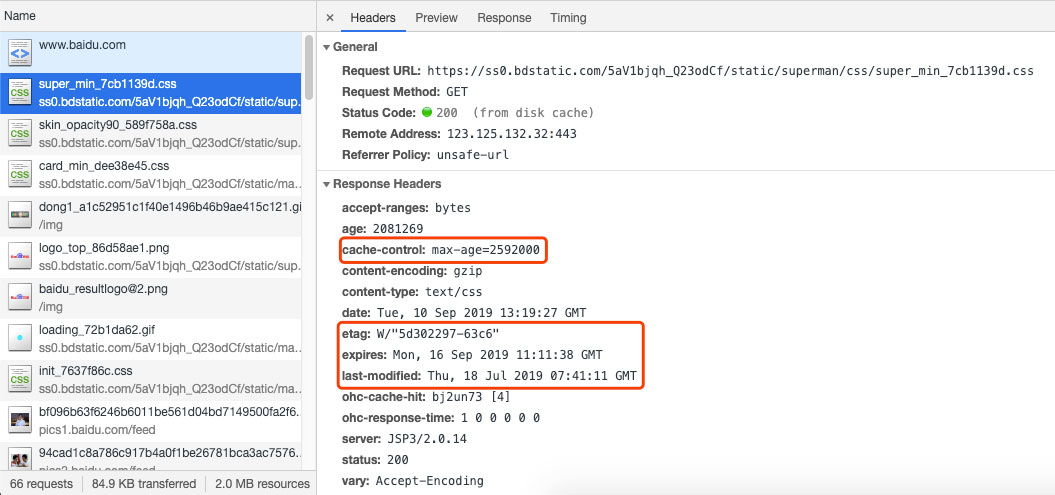 Name
www.baidu.com
super_min_7cb1139d.css
ss0.bdstatic.com/5aV1bjqh_Q23odCf/static/sup...
skin_opacity90_589f758a.css
ss0.bdstatic.com/5aV1bjqh_Q23odCf/static/sup...
card_min_dee38e45.css
ss0.bdstatic.com/5aV1bjqh_Q23odCf/static/ma...
dong1_a1c52951c1f40e1496b46b9ae415c121.gi
/img
logo_top_86d58ae1.png
ss0.bdstatic.com/5aV1bjqh_Q23odCf/static/sup...
baidu_resultlogo@2.png
/img
loading_72b1da62.gif
ss0.bdstatic.com/5aV1bjqh_Q23odCf/static/sup...
init_7637f86c.css
ss0.bdstatic.com/5aV1bjqh_Q23odCf/static/sup...
bf096b63f6246b6011be561d04bd7149500fa2f6...
pics1.baidu.com/feed
94cad1c8a786c917b4a0f1be26781bca3ac7576...
pics2.baidu.com/feed
66 requests 84.9 KB transferred 2.0 MB resources
× Headers Preview Response Timing
General
Request URL: https://ss0.bdstatic.com/5aV1bjqh_Q23odCf/static/superman/css/super_min_7cb1139d.css
Request Method: GET
Status Code: 200 (from disk cache)
Remote Address: 123.125.132.32:443
Referrer Policy: unsafe-url
Response Headers
accept-ranges: bytes
age: 2081269
cache-control: max-age=2592000
content-encoding: gzip
content-type: text/css
date: Tue, 10 Sep 2019 13:19:27 GMT
etag: W/"5d302297-63c6"
expires: Mon, 16 Sep 2019 11:11:38 GMT
last-modified: Thu, 18 Jul 2019 07:41:11 GMT
ohc-cache-hit: bj2un73 [4]
ohc-response-time: 1 0 0 0 0 0
server: JSP3/2.0.14
status: 200
vary: Accept-Encoding